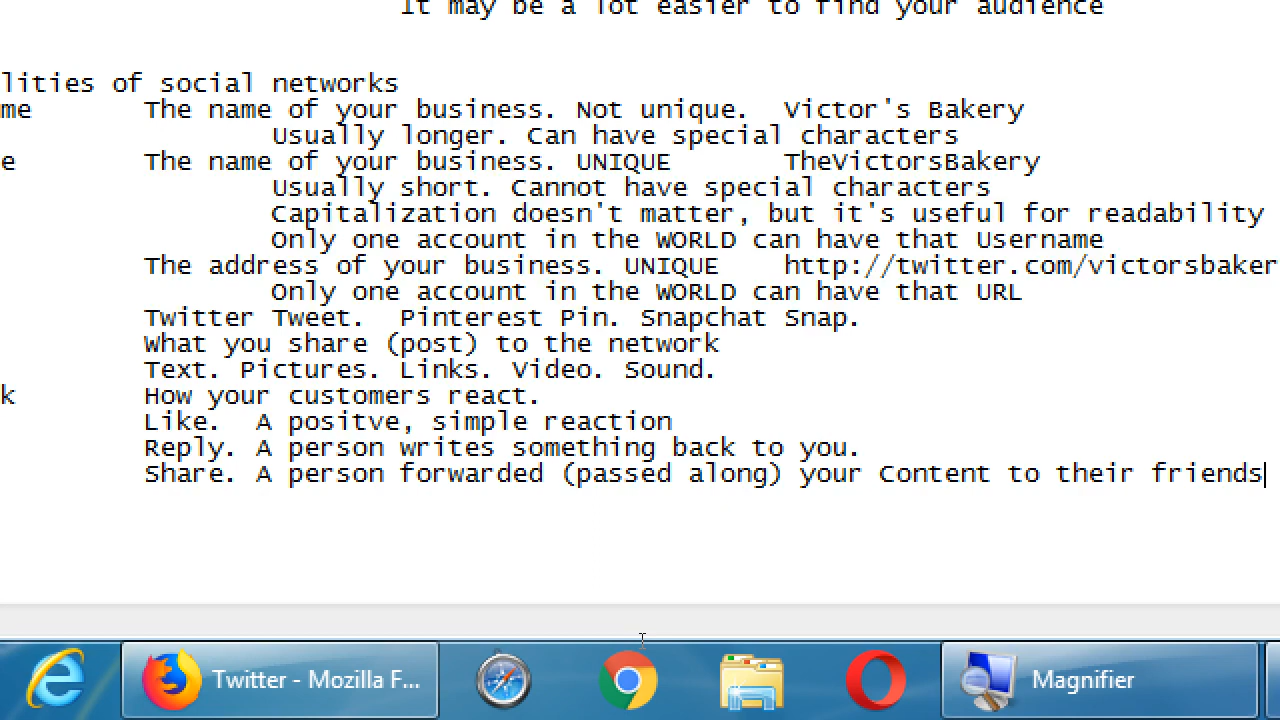 It may be a lot easier to find your audience
lities of social networks
me The name of your business. Not unique. Victor's Bakery
Usually longer. Can have special characters
e The name of your business. UNIQUE TheVictorsBakery
Usually short. Cannot have special characters
Capitalization doesn't matter, but it's useful for readability
Only one account in the WORLD can have that Username
The address of your business. UNIQUE http://twitter.com/victorsbaker
Only one account in the WORLD can have that URL
Twitter Tweet. Pinterest Pin. Snapchat Snap.
What you share (post) to the network
Text. Pictures. Links. Video. Sound.
k How your customers react.
Like. A positve, simple reaction
Reply. A person writes something back to you.
Share. A person forwarded (passed along) your Content to their friends
Twitter - Mozilla F... Magnifier